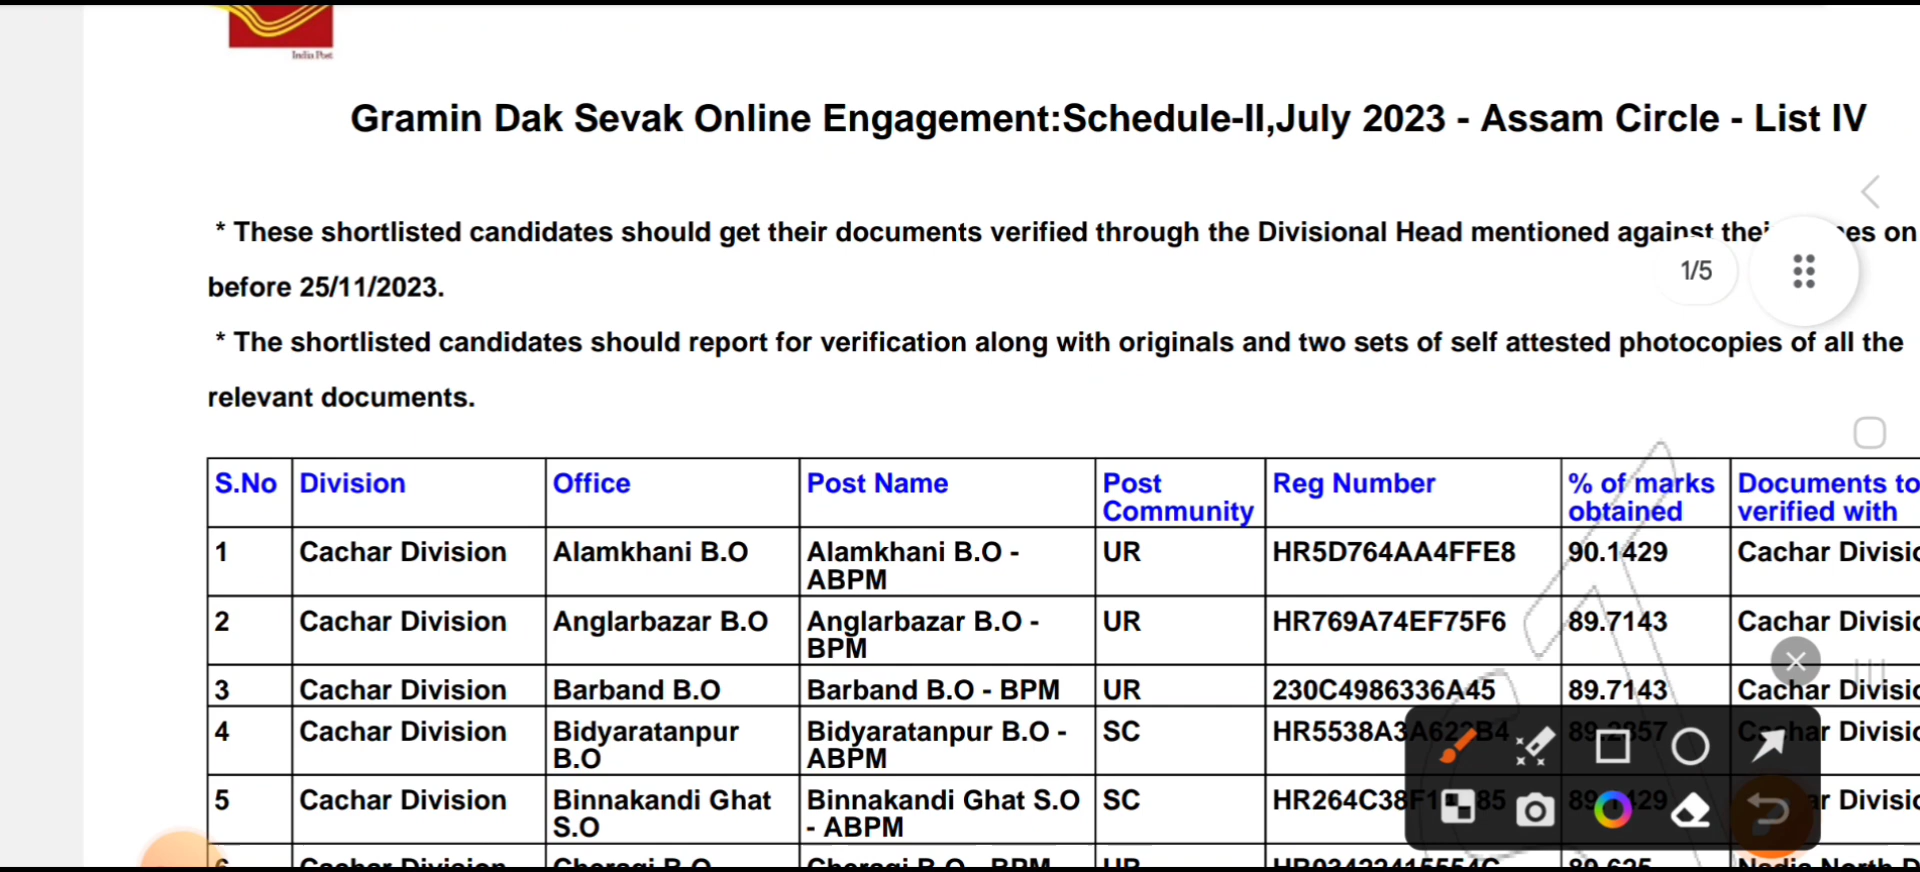 India Post
Gramin Dak Sevak Online Engagement:Schedule-II,July 2023 - Assam Circle - List IV
* These shortlisted candidates should get their documents verified through the Divisional Head mentioned against on
before 25/11/2023.
1/5
* The shortlisted candidates should report for verification along with originals and two sets of self attested photocopies of all the
relevant documents.
S.No Division Office Post Name Post Community Reg Number % of marks obtained Documents to verified with
1 Cachar Division Alamkhani B.O Alamkhani B.O - ABPM UR HR5D764AA4FFE8 90.1429 Cachar
2 Cachar Division Anglarbazar B.O Anglarbazar B.O - BPM UR HR769A74EF75F6 89.7143 Cachar
3 Cachar Division Barband B.O Barband B.O - BPM UR 230C4986336A45 89.7143 Cachar
4 Cachar Division Bidyaratanpur B.O Bidyaratanpur B.O - ABPM SC
5 Cachar Division Binnakandi Ghat S.O Binnakandi Ghat S.O - ABPM SC